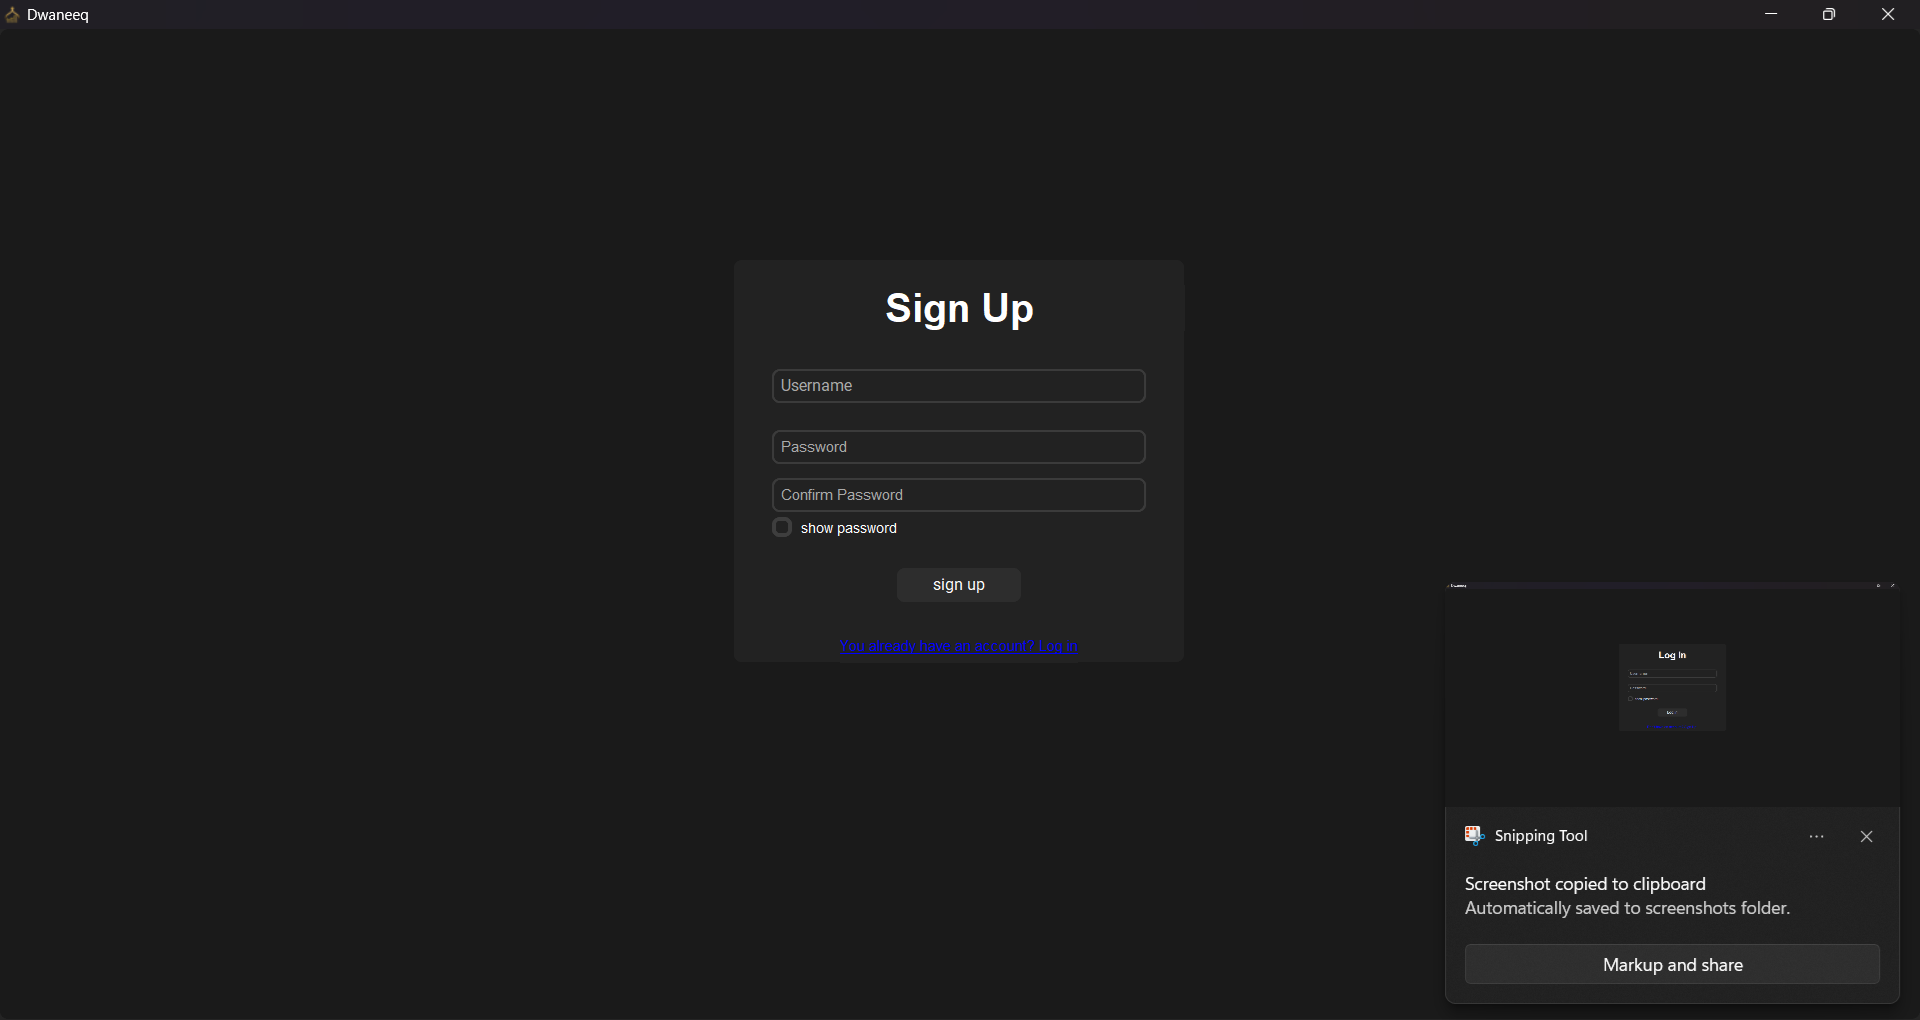 Dwaneeq
Sign Up
Username
Password
Confirm Password
show password
sign up
You already have an account? Log in
Log In
Snipping Tool
Screenshot copied to clipboard
Automatically saved to screenshots folder.
Markup and share